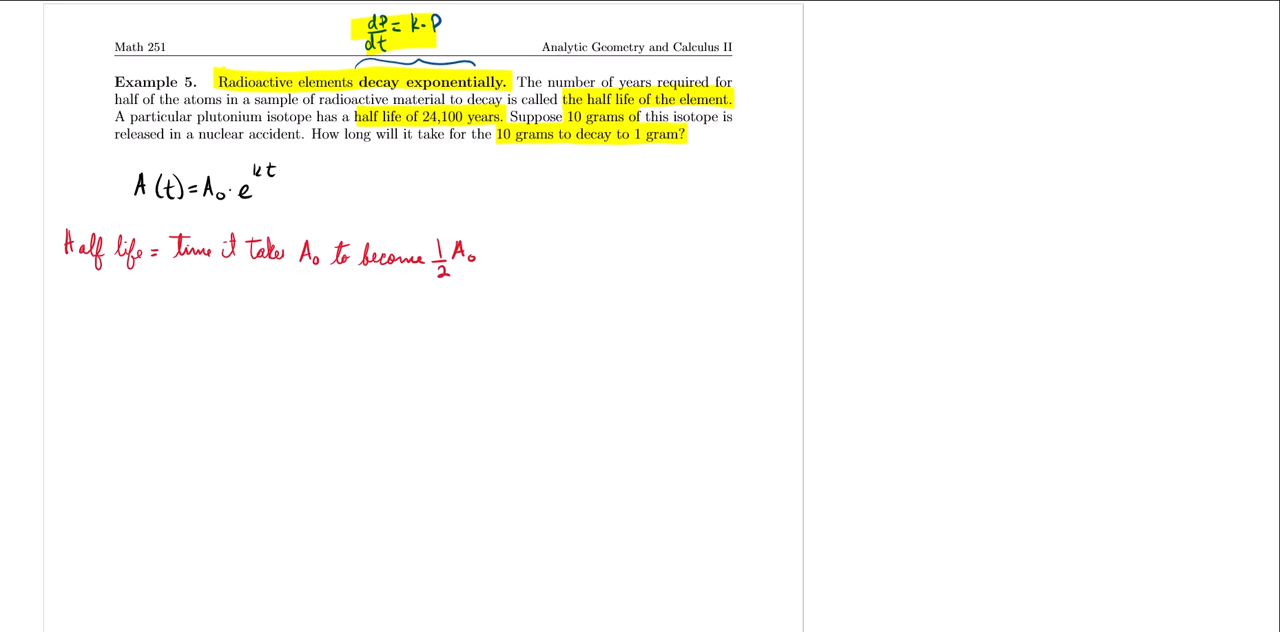 dP/dt = k · P
Math 251 Analytic Geometry and Calculus II
Example 5. Radioactive elements decay exponentially. The number of years required for
half of the atoms in a sample of radioactive material to decay is called the half life of the element.
A particular plutonium isotope has a half life of 24,100 years. Suppose 10 grams of this isotope is
released in a nuclear accident. How long will it take for the 10 grams to decay to 1 gram?
A(t) = A₀ · e^{kt}
Half life = time it takes A₀ to become 1/2 A₀